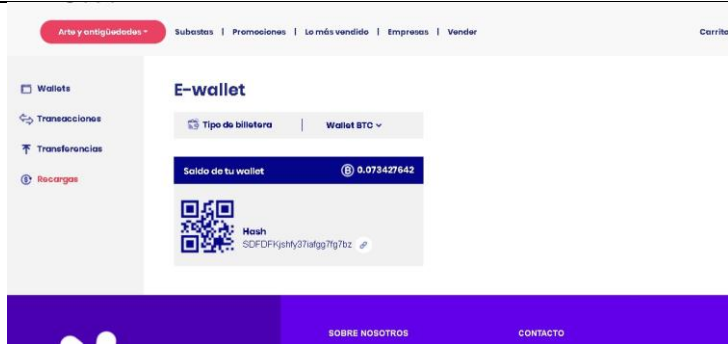 Arte y antigüedades Subastas | Promociones | Lo más vendido | Empresas | Vender Carrito
Wallets
Transacciones
Transferencias
Recargas
E-wallet
Tipo de billetera | Wallet BTC
Saldo de tu wallet 0.073427642
Hash
SDFDFKjshfy37iafgg7fg7bz
SOBRE NOSOTROS CONTACTO